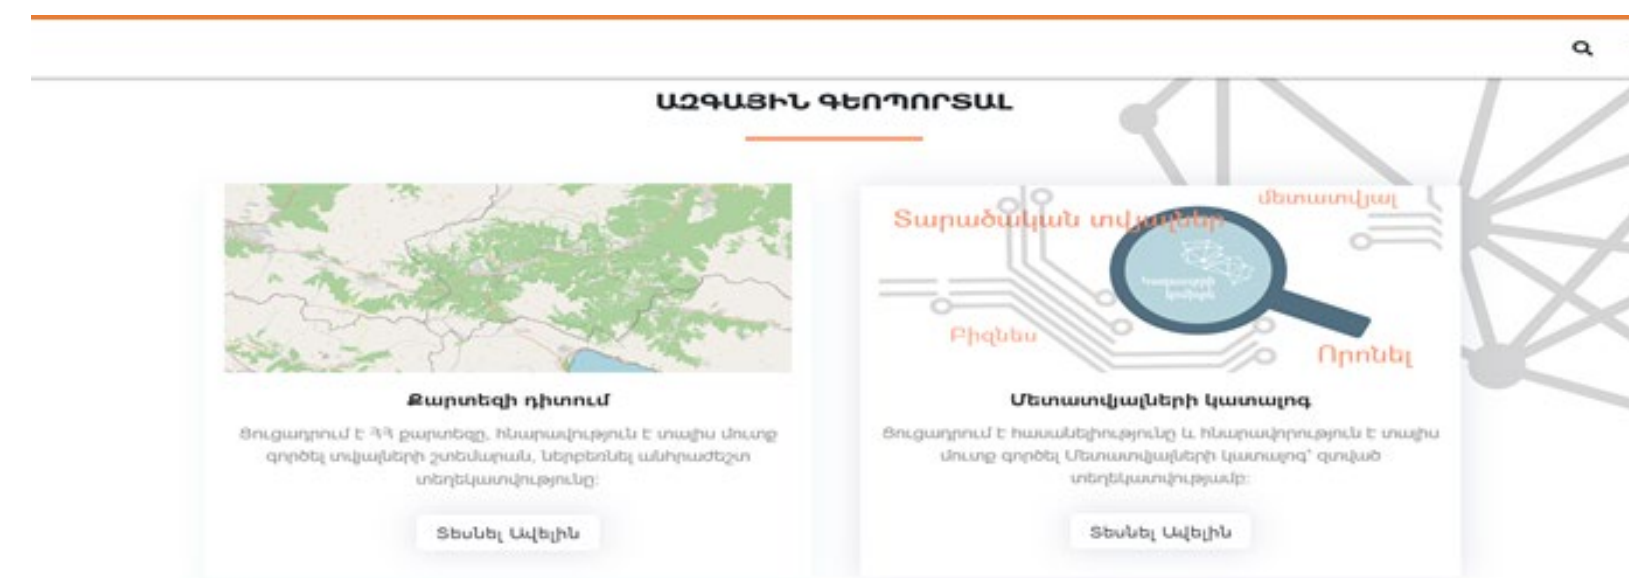 ԱԶԳԱՅԻՆ ԳԵՈՊՈՐՏԱԼ
Տարածական տվյալներ
մետատվյալ
Բիզնես
Որոնել
Քարտեզի դիտում
Ցուցադրում է ՀՀ քարտեզը, հնարավություն է տալիս մուտք
գործել տվյալների շտեմարան, ներբեռնել անհրաժեշտ
տեղեկատվությունը:
Տեսնել Ավելին
Մետատվյալների կատալոգ
Ցուցադրում է հասանելիությունը և հնարավորություն է տալիս
մուտք գործել Մետատվյալների կատալոգ՝ զտված
տեղեկատվությամբ:
Տեսնել Ավելին